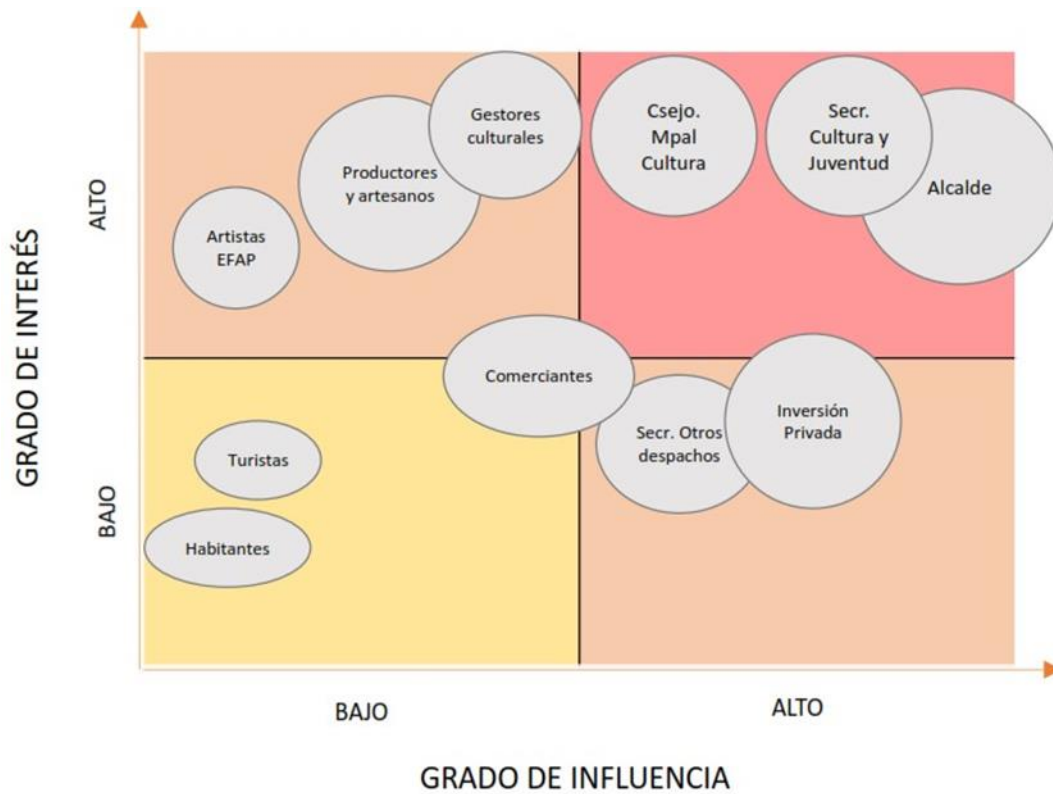 GRADO DE INTERÉS
ALTO
BAJO
Gestores
culturales
Productores
y artesanos
Artistas
EFAP
Csejo.
Mpal
Cultura
Secr.
Cultura y
Juventud
Alcalde
Comerciantes
Turistas
Habitantes
Secr. Otros
despachos
Inversión
Privada
BAJO
ALTO
GRADO DE INFLUENCIA